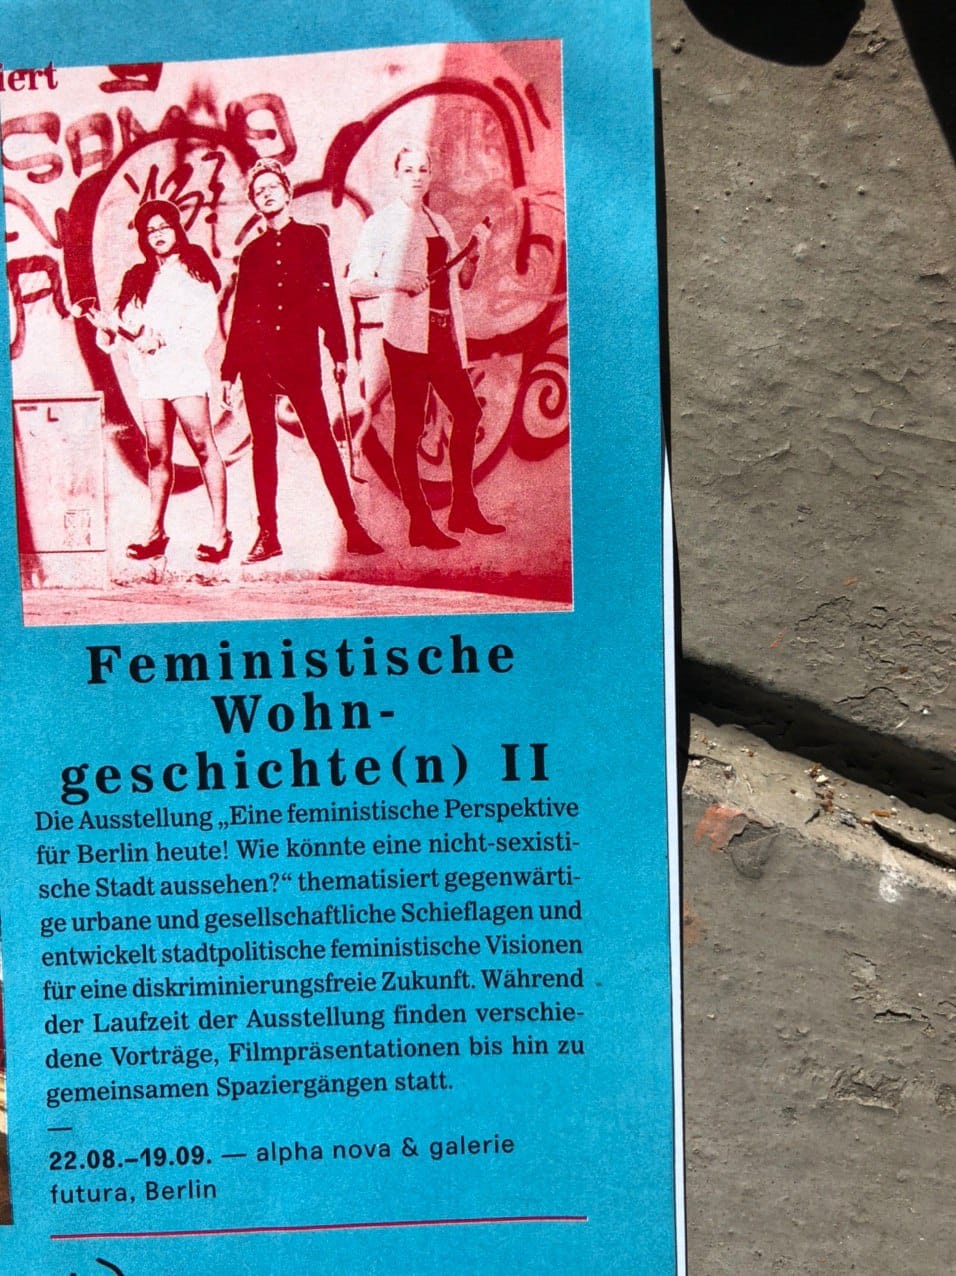 iert
Feministische
Wohn-
geschichte(n) II
Die Ausstellung „Eine feministische Perspektive
für Berlin heute! Wie könnte eine nicht-sexisti-
sche Stadt aussehen?“ thematisiert gegenwärti-
ge urbane und gesellschaftliche Schieflagen und
entwickelt stadtpolitische feministische Visionen
für eine diskriminierungsfreie Zukunft. Während
der Laufzeit der Ausstellung finden verschie-
dene Vorträge, Filmpräsentationen bis hin zu
gemeinsamen Spaziergängen statt.
—
22.08.–19.09. — alpha nova & galerie
futura, Berlin